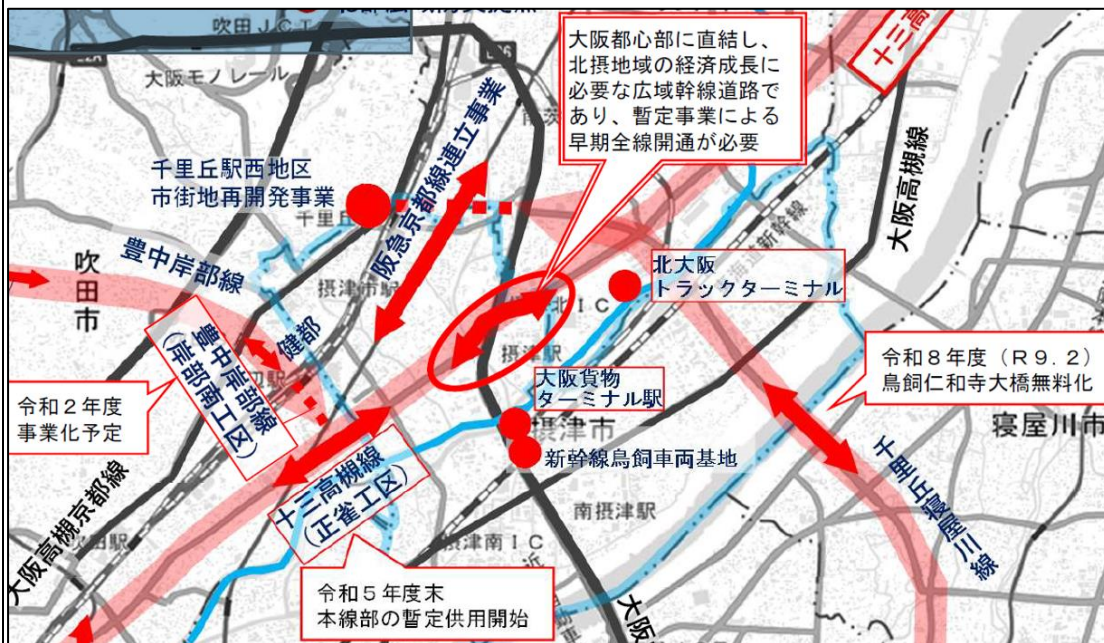 吹田JCT
大阪モノレール
大阪都心部に直結し、
北摂地域の経済成長に
必要な広域幹線道路で
あり、暫定事業による
早期全線開通が必要
十三高
千里丘駅西地区
市街地再開発事業
千里丘
阪急京都線連立事業
大阪高槻線
吹田市
豊中岸部線
摂津市駅
健都
豊中岸部線
(岸部南工区)
北IC
北大阪
トラックターミナル
摂津駅
大阪貨物
ターミナル駅
摂津市
新幹線鳥飼車両基地
令和8年度(R9.2)
鳥飼仁和寺大橋無料化
寝屋川市
令和2年度
事業化予定
十三高槻線
(正雀工区)
大阪高槻京都線
南摂津駅
摂津南IC
千里丘寝屋川線
令和5年度末
本線部の暫定供用開始